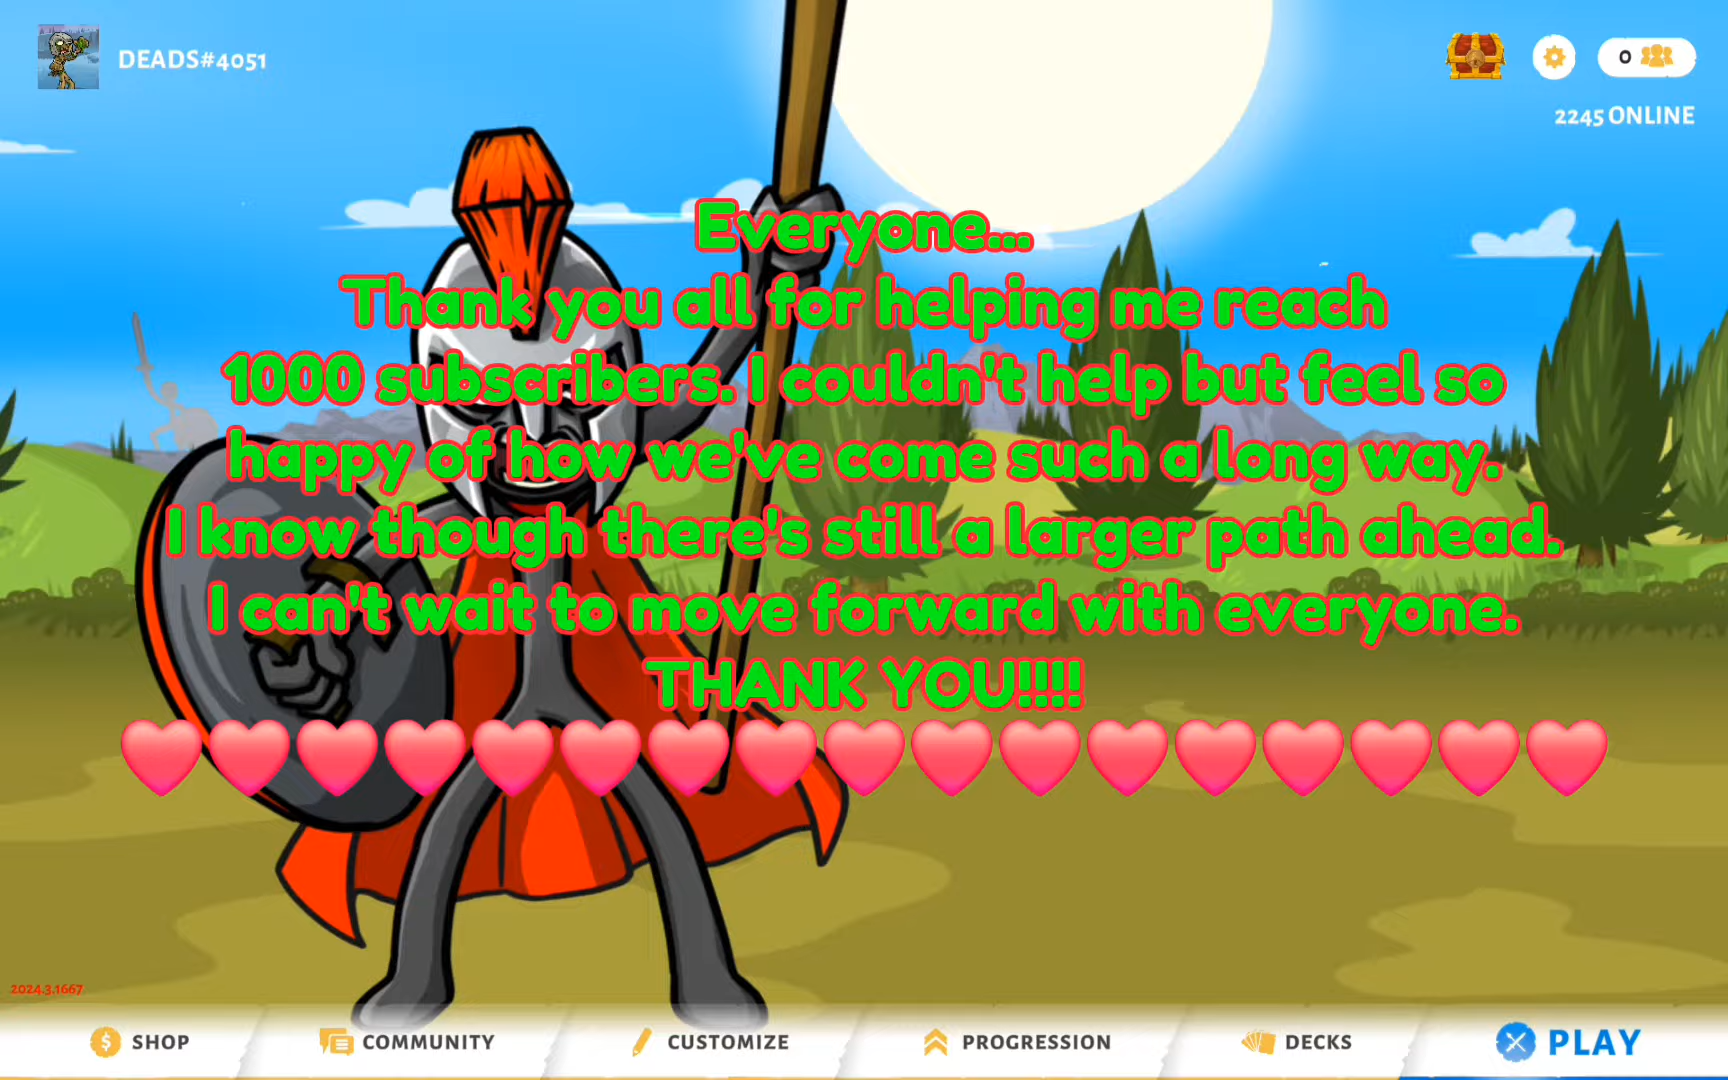 DEADS#4051
0
2245 ONLINE
Everyone...
Thank you all for helping me reach
1000 subscribers. I couldn't help but feel so
happy of how we've come such a long way.
I know though there's still a larger path ahead.
I can't wait to move forward with everyone.
THANK YOU!!!!
2024.3.1667
SHOP
COMMUNITY
CUSTOMIZE
PROGRESSION
DECKS
PLAY